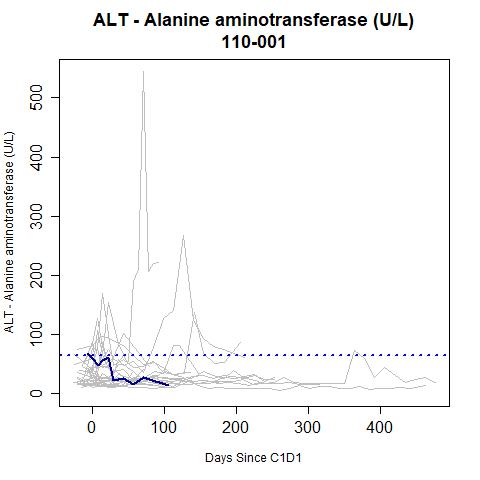 ALT - Alanine aminotransferase (U/L)
110-001
ALT - Alanine aminotransferase (U/L)
500
400
300
200
100
0
0 100 200 300 400
Days Since C1D1